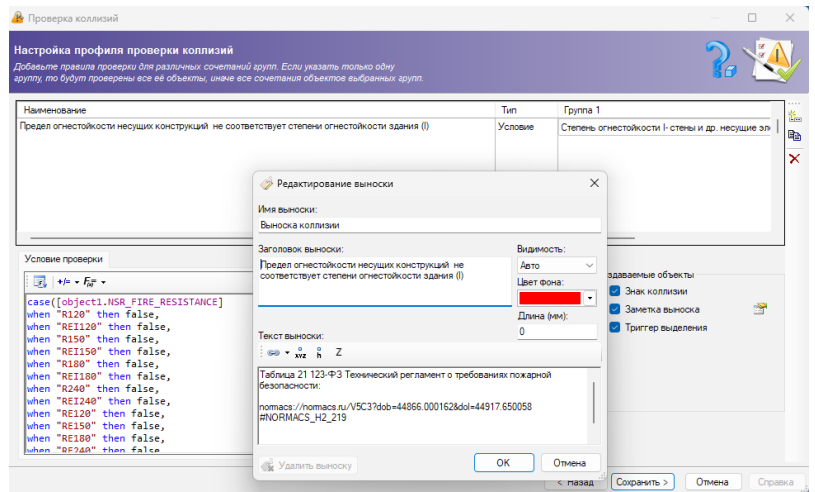 Проверка коллизий
Настройка профиля проверки коллизий
Добавьте правила проверки для различных сочетаний групп. Если указать только одну
группу, то будут проверены все её объекты, иначе все сочетания объектов выбранных групп.
Наименование Тип Группа 1
Предел огнестойкости несущих конструкций не соответствует степени огнестойкости здания (I) Условие Степень огнестойкости I- стены и др. несущие эле
Редактирование выноски
Имя выноски:
Выноска коллизии
Заголовок выноски:
Предел огнестойкости несущих конструкций не
соответствует степени огнестойкости здания (I)
Видимость:
Авто
Цвет фона:
Длина (мм):
0
Текст выноски:
xyz h Z
Таблица 21 123-ФЗ Технический регламент о требованиях пожарной
безопасности:
normacs://normacs.ru/V5C3?dob=44866.000162&dol=44917.650058
#NORMACS_H2_219
Удалить выноску
OK
Отмена
Условие проверки
+/=
case([object1.NSR_FIRE_RESISTANCE]
when "R120" then false,
when "REI120" then false,
when "R150" then false,
when "REI150" then false,
when "R180" then false,
when "REI180" then false,
when "R240" then false,
when "REI240" then false,
when "RE120" then false,
when "RE150" then false,
when "RE180" then false,
when "RE240" then false
здаваемые объекты
Знак коллизии
Заметка выноска
Триггер выделения
< Назад
Сохранить >
Отмена
Справка